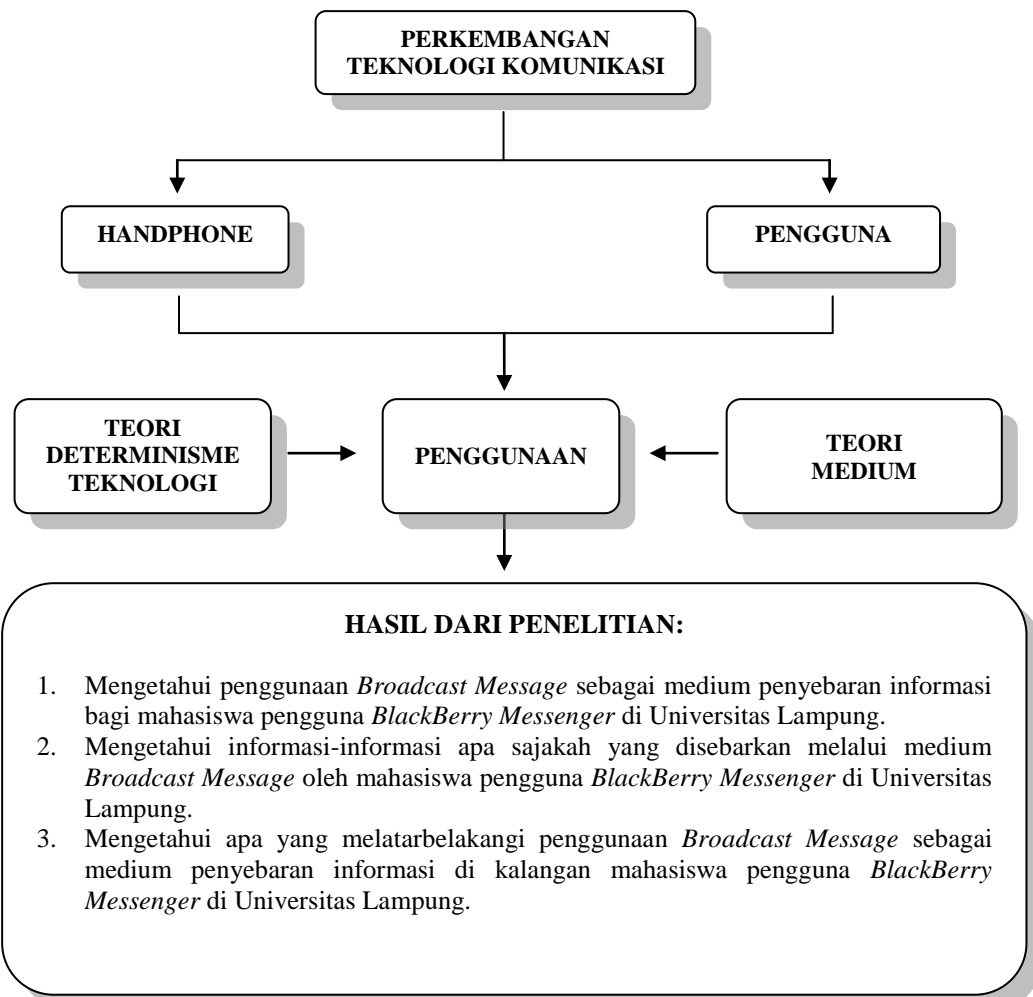 PERKEMBANGAN
TEKNOLOGI KOMUNIKASI
HANDPHONE
PENGGUNA
TEORI
DETERMINISME
TEKNOLOGI
PENGGUNAAN
TEORI
MEDIUM
HASIL DARI PENELITIAN:
1. Mengetahui penggunaan Broadcast Message sebagai medium penyebaran informasi
bagi mahasiswa pengguna BlackBerry Messenger di Universitas Lampung.
2. Mengetahui informasi-informasi apa sajakah yang disebarkan melalui medium
Broadcast Message oleh mahasiswa pengguna BlackBerry Messenger di Universitas
Lampung.
3. Mengetahui apa yang melatarbelakangi penggunaan Broadcast Message sebagai
medium penyebaran informasi di kalangan mahasiswa pengguna BlackBerry
Messenger di Universitas Lampung.